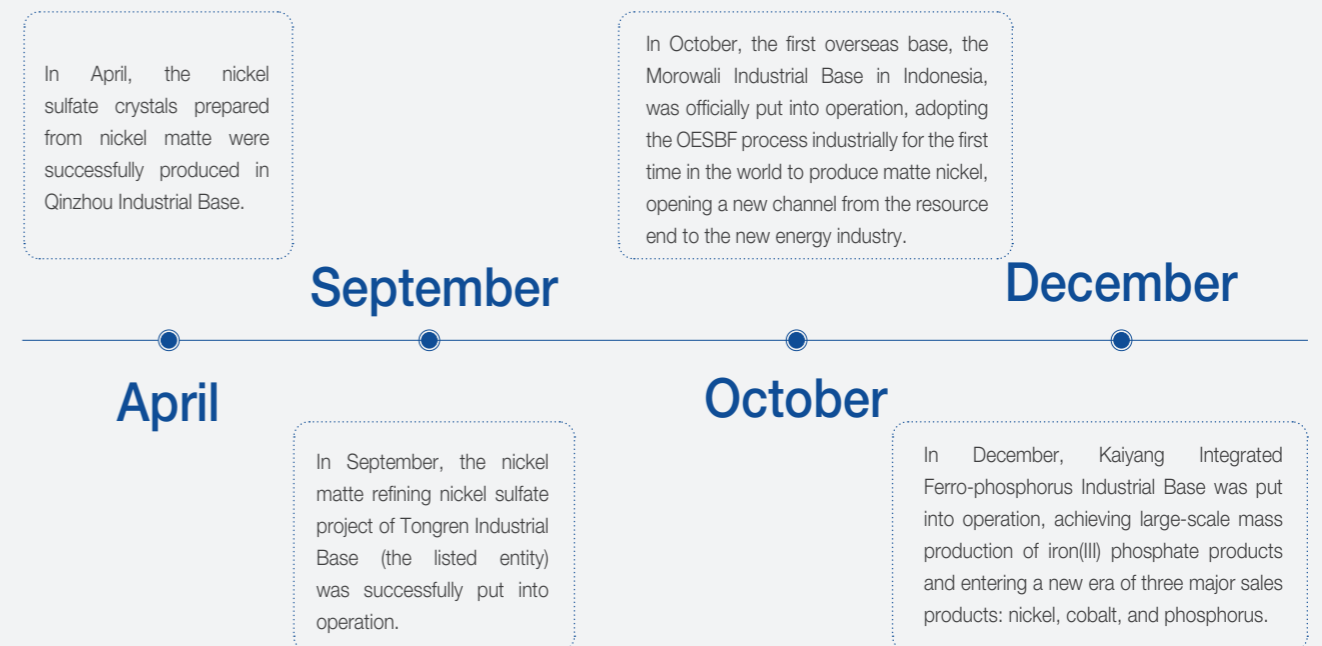 In April, the nickel
sulfate crystals prepared
from nickel matte were
successfully produced in
Qinzhou Industrial Base.
April
September
In September, the nickel
matte refining nickel sulfate
project of Tongren Industrial
Base (the listed entity)
was successfully put into
operation.
In October, the first overseas base, the
Morowali Industrial Base in Indonesia,
was officially put into operation, adopting
the OESBF process industrially for the first
time in the world to produce matte nickel,
opening a new channel from the resource
end to the new energy industry.
October
December
In December, Kaiyang Integrated
Ferro-phosphorus Industrial Base was put
into operation, achieving large-scale mass
production of iron(III) phosphate products
and entering a new era of three major sales
products: nickel, cobalt, and phosphorus.